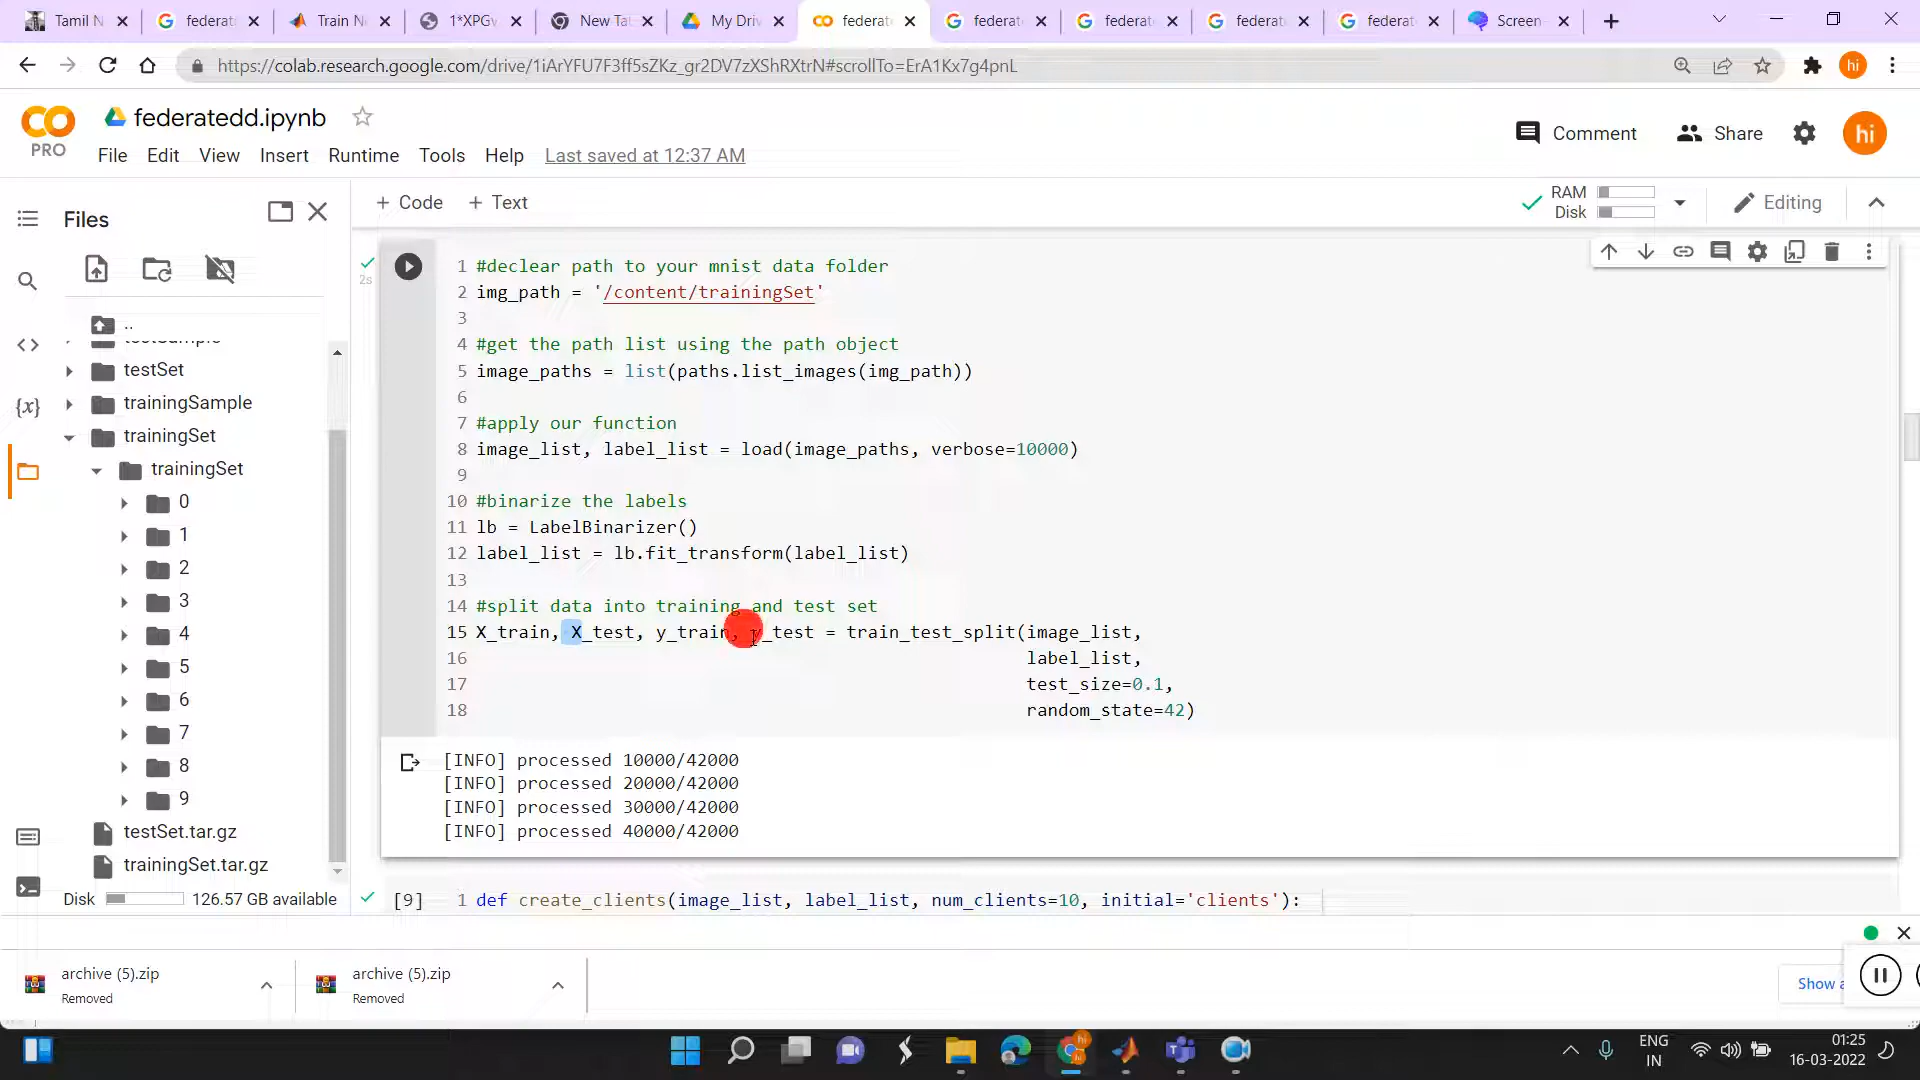 Tamil N
federat
Train N
1*XPGv
New Ta
My Driv
federat
federat
federat
federat
federat
Screen
https://colab.research.google.com/drive/1iArYFU7F3ff5sZKz_gr2DV7zXShRXtrN#scrollTo=ErA1Kx7g4pnL
hi
PRO
federatedd.ipynb
Comment
Share
hi
File Edit View Insert Runtime Tools Help Last saved at 12:37 AM
Files
+ Code + Text
RAM
Disk
Editing
..
testSet
trainingSample
trainingSet
trainingSet
0
1
2
3
4
5
6
7
8
9
testSet.tar.gz
trainingSet.tar.gz
Disk 126.57 GB available
{x}
2s
1 #declear path to your mnist data folder
2 img_path = '/content/trainingSet'
3
4 #get the path list using the path object
5 image_paths = list(paths.list_images(img_path))
6
7 #apply our function
8 image_list, label_list = load(image_paths, verbose=10000)
9
10 #binarize the labels
11 lb = LabelBinarizer()
12 label_list = lb.fit_transform(label_list)
13
14 #split data into training and test set
15 X_train, X_test, y_train, y_test = train_test_split(image_list,
16 label_list,
17 test_size=0.1,
18 random_state=42)
[INFO] processed 10000/42000
[INFO] processed 20000/42000
[INFO] processed 30000/42000
[INFO] processed 40000/42000
[9] 1 def create_clients(image_list, label_list, num_clients=10, initial='clients'):
archive (5).zip
Removed
archive (5).zip
Removed
Show a
hi
ENG
IN
01:25
16-03-2022